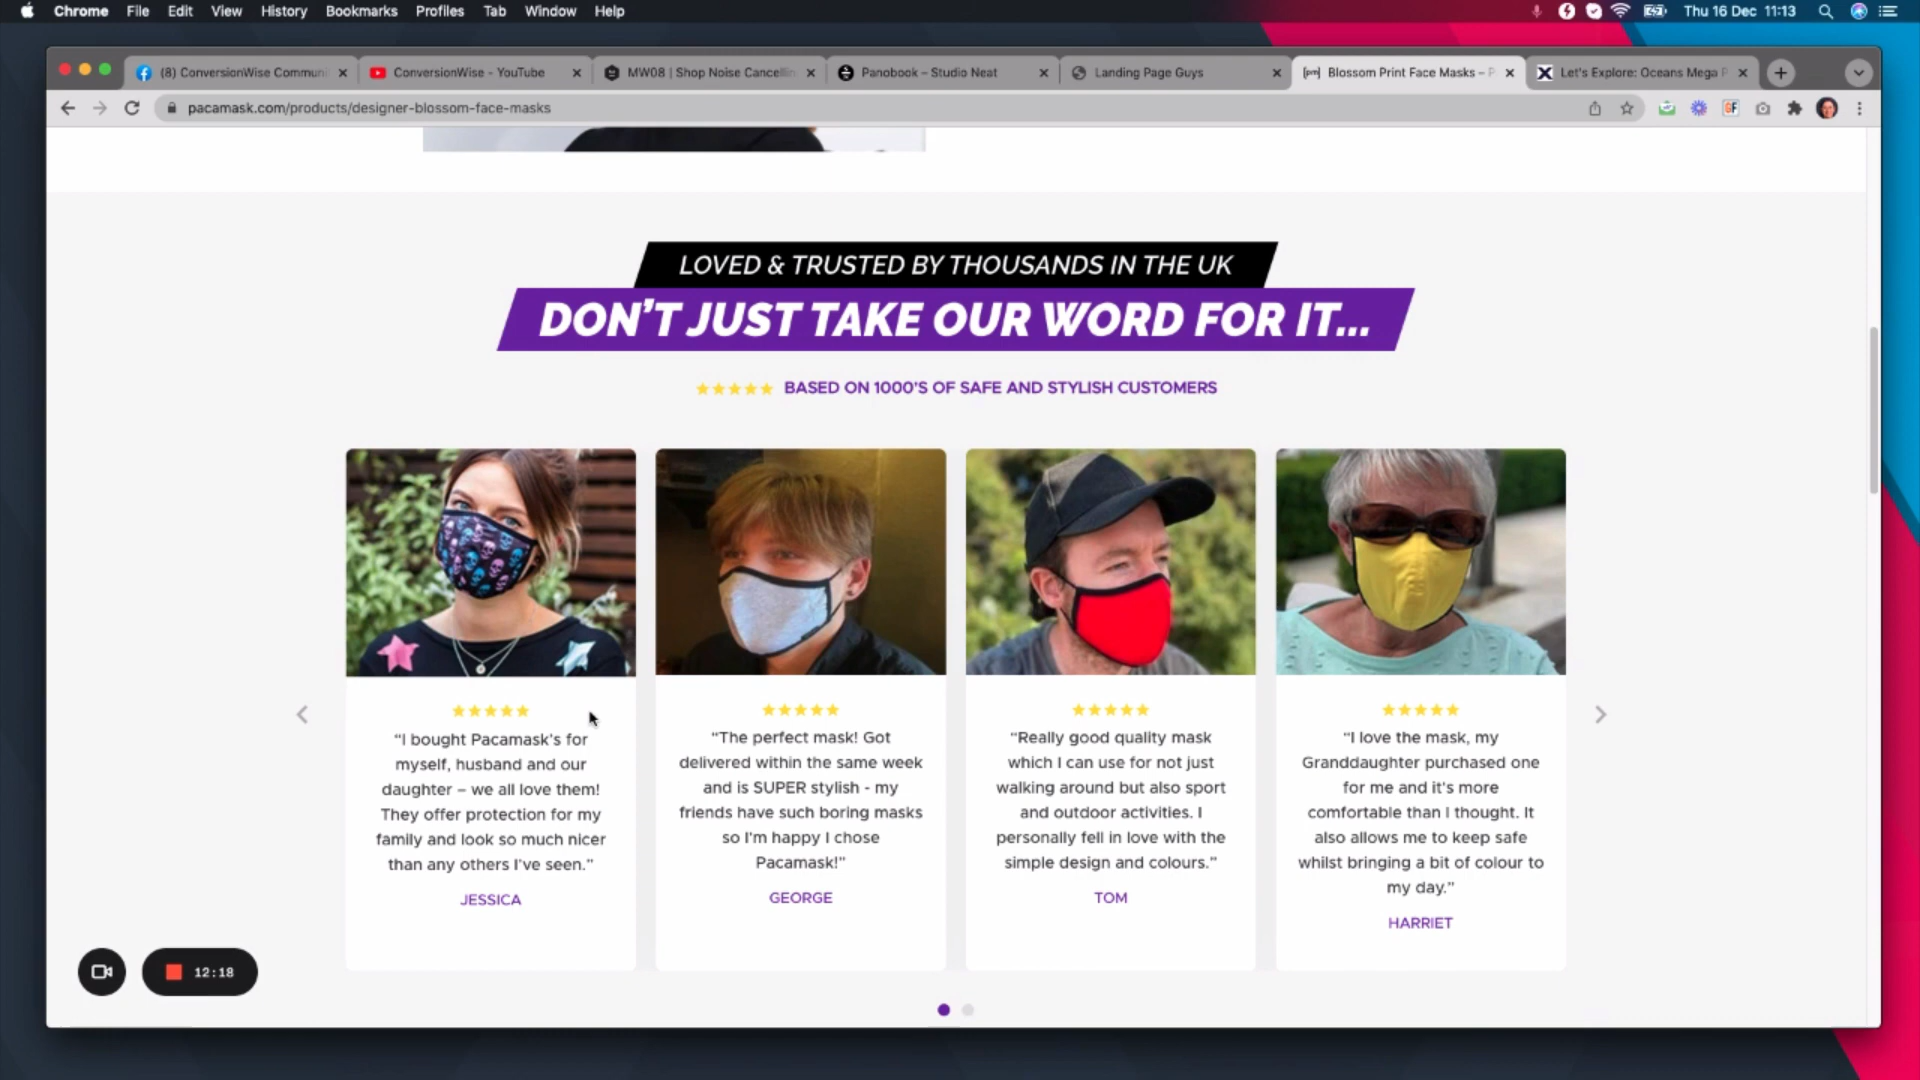 Chrome File Edit View History Bookmarks Profiles Tab Window Help
Thu 16 Dec 11:13
(8) ConversionWise Communi
ConversionWise - YouTube
MW08 | Shop Noise Cancellin
Panobook – Studio Neat
Landing Page Guys
[pm] Blossom Print Face Masks – P
Let's Explore: Oceans Mega P
pacamask.com/products/designer-blossom-face-masks
GF
LOVED & TRUSTED BY THOUSANDS IN THE UK
DON'T JUST TAKE OUR WORD FOR IT...
BASED ON 1000'S OF SAFE AND STYLISH CUSTOMERS
“I bought Pacamask's for
myself, husband and our
daughter – we all love them!
They offer protection for my
family and look so much nicer
than any others I've seen.”
JESSICA
“The perfect mask! Got
delivered within the same week
and is SUPER stylish - my
friends have such boring masks
so I'm happy I chose
Pacamask!”
GEORGE
“Really good quality mask
which I can use for not just
walking around but also sport
and outdoor activities. I
personally fell in love with the
simple design and colours.”
TOM
“I love the mask, my
Granddaughter purchased one
for me and it's more
comfortable than I thought. It
also allows me to keep safe
whilst bringing a bit of colour to
my day.”
HARRIET
12:18